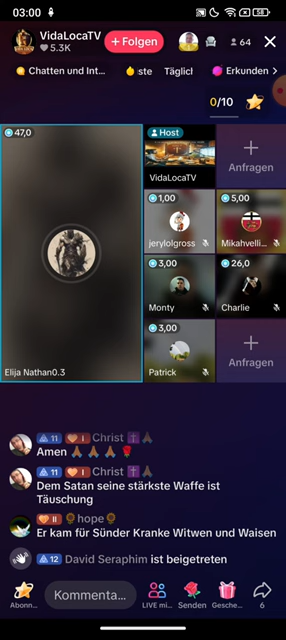 03:00
58
VidaLocaTV
5.3K
+ Folgen
64
Chatten und Int...
ste
Täglicl
Erkunden
0/10
47,0
Host
VidaLocaTV
Anfragen
1,00
jerylolgross
5,00
Mikahvelli...
3,00
Monty
26,0
Charlie
3,00
Patrick
Anfragen
Elija Nathan0.3
11 I Christ
Amen
11 I Christ
Dem Satan seine stärkste Waffe ist
Täuschung
II hope
Er kam für Sünder Kranke Witwen und Waisen
12 David Seraphim ist beigetreten
Abonn...
Kommenta...
LIVE mi...
Senden
Gesche...
6